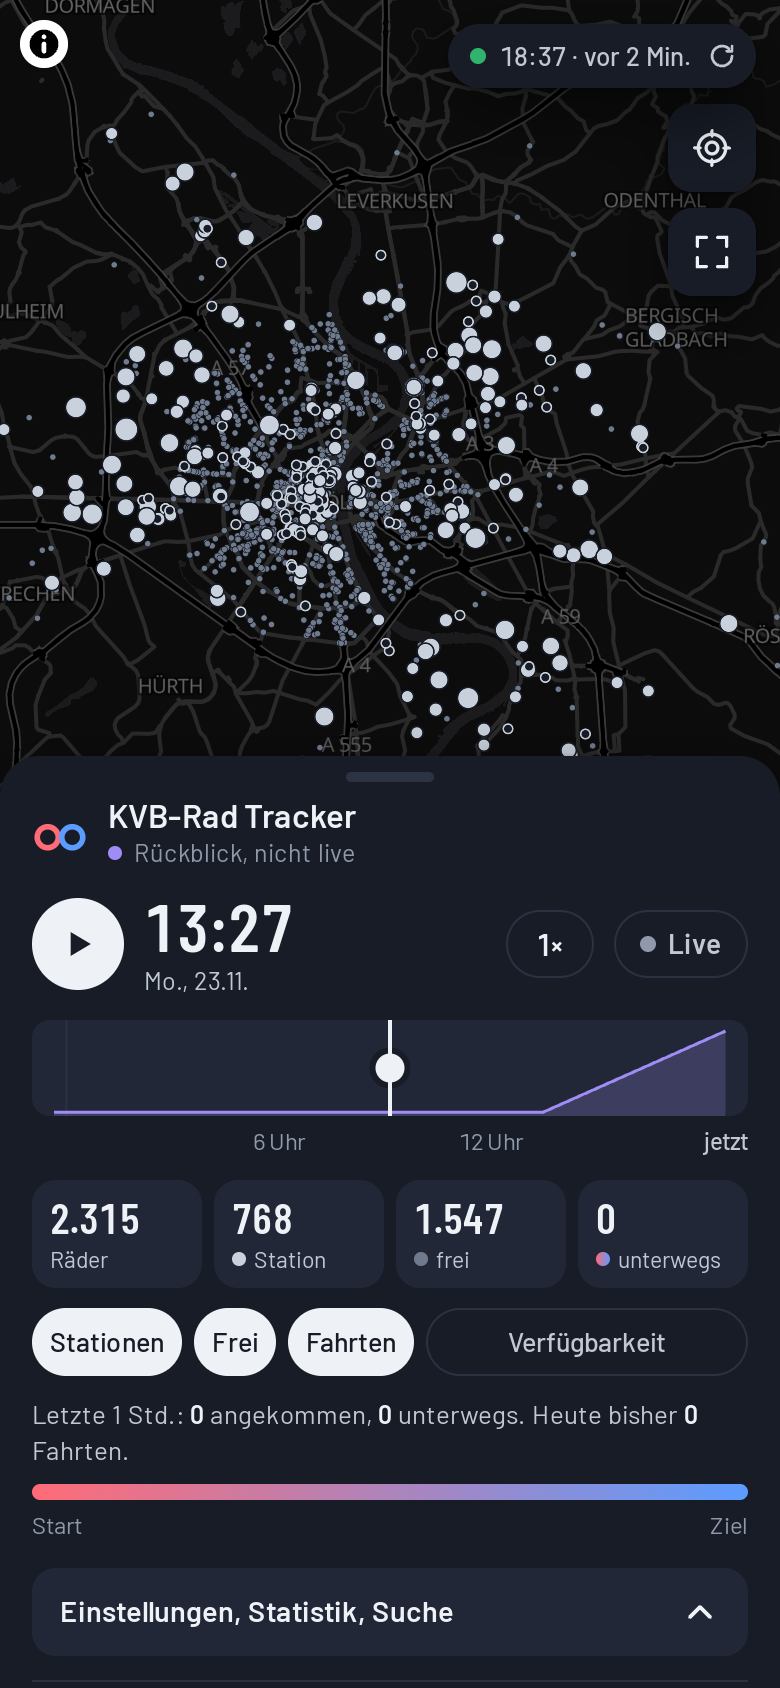 DORMAGEN
18:37 · vor 2 Min.
LEVERKUSEN
ODENTHAL
ULHEIM
BERGISCH
GLADBACH
A 57
A 3
A 4
RECHEN
A 59
RÖS
A 4
HÜRTH
A 555
KVB-Rad Tracker
Rückblick, nicht live
13:27
Mo., 23.11.
1×
Live
6 Uhr
12 Uhr
jetzt
2.315
Räder
768
Station
1.547
frei
0
unterwegs
Stationen
Frei
Fahrten
Verfügbarkeit
Letzte 1 Std.: 0 angekommen, 0 unterwegs. Heute bisher 0
Fahrten.
Start
Ziel
Einstellungen, Statistik, Suche